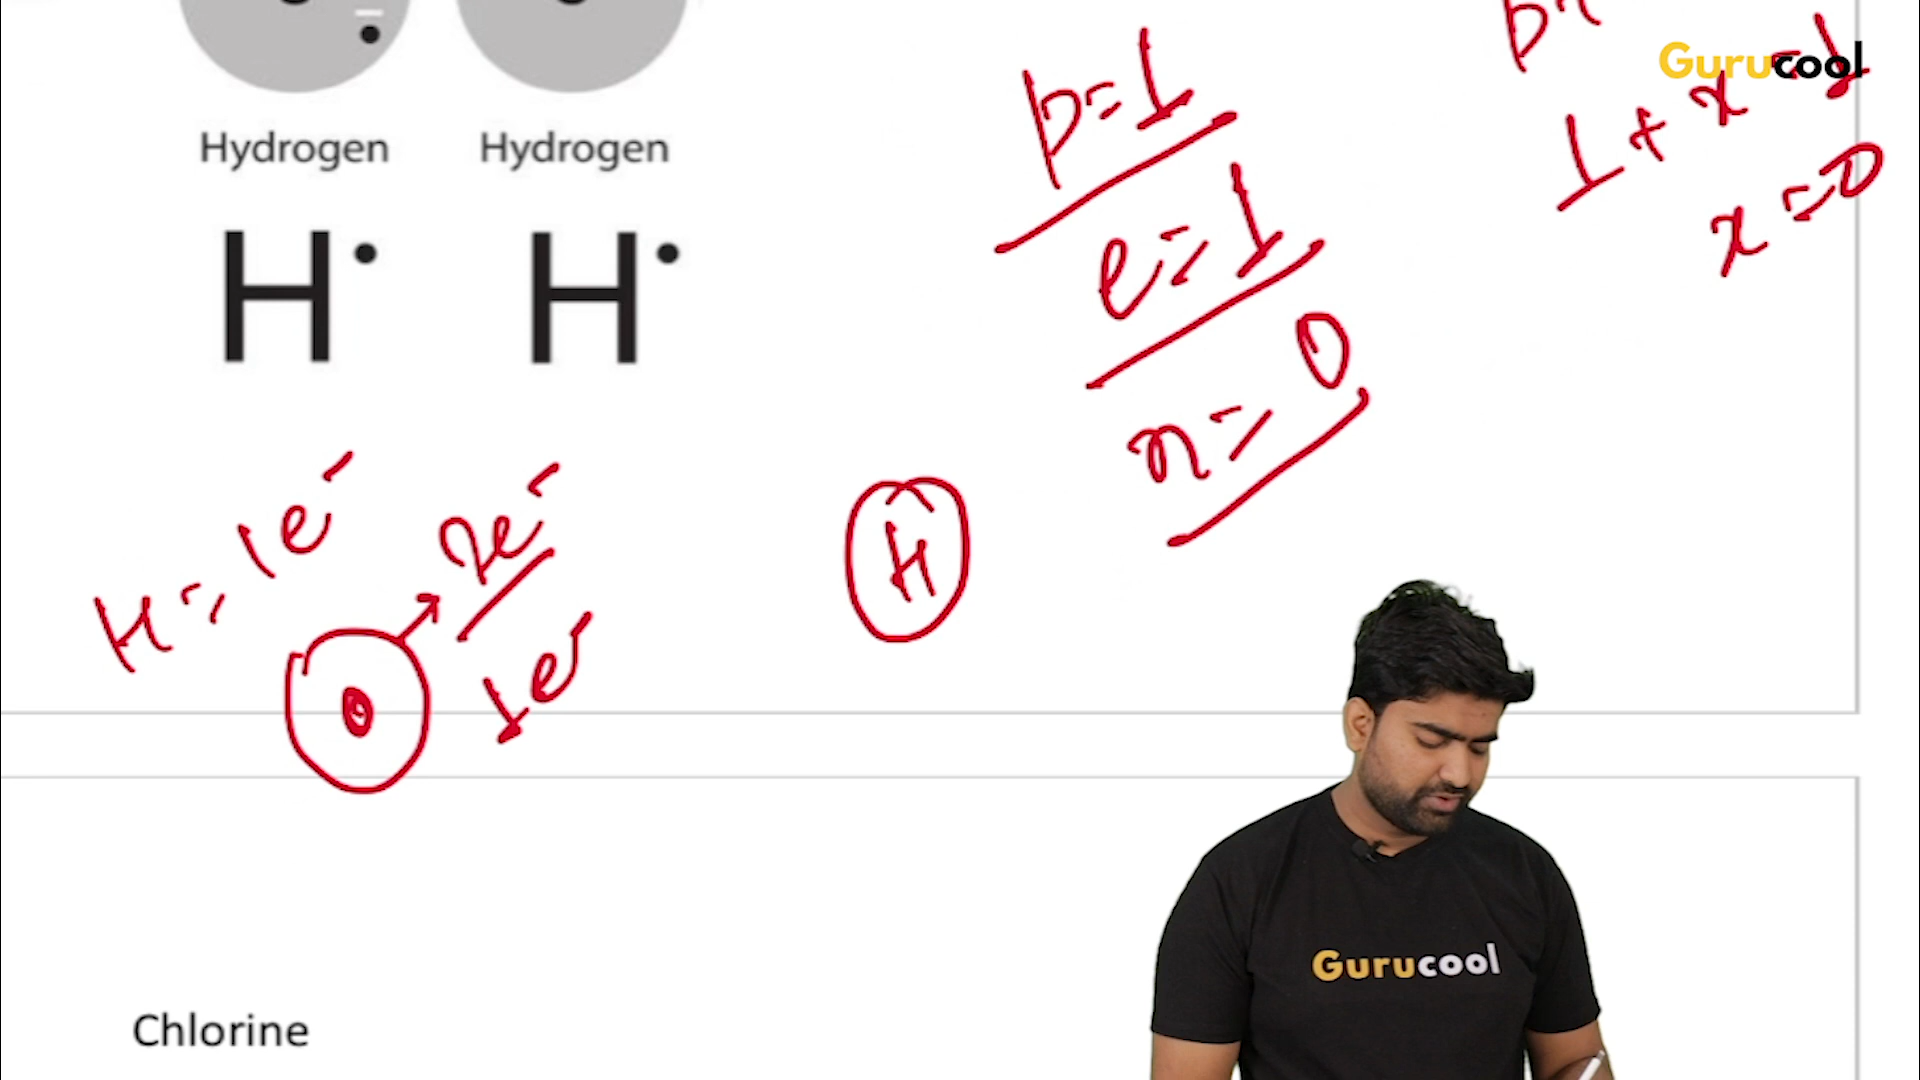 Gurucool
Hydrogen Hydrogen
H• H•
p=1
e=1
n=0
1+x=1
x=0
H=1e⁻
2e⁻
1e⁻
H
Gurucool
Chlorine